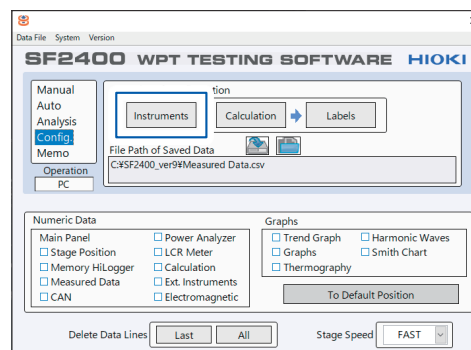 Data File System Version
SF2400 WPT TESTING SOFTWARE HIOKI
Manual
Auto
Analysis
Config.
Memo
Operation
PC
Instruments
Calculation
Labels
File Path of Saved Data
C:¥SF2400_ver9¥Measured Data.csv
Numeric Data
Main Panel
Stage Position
Memory HiLogger
Measured Data
CAN
Power Analyzer
LCR Meter
Calculation
Ext. Instruments
Electromagnetic
Graphs
Trend Graph
Graphs
Thermography
Harmonic Waves
Smith Chart
To Default Position
Delete Data Lines Last All
Stage Speed FAST